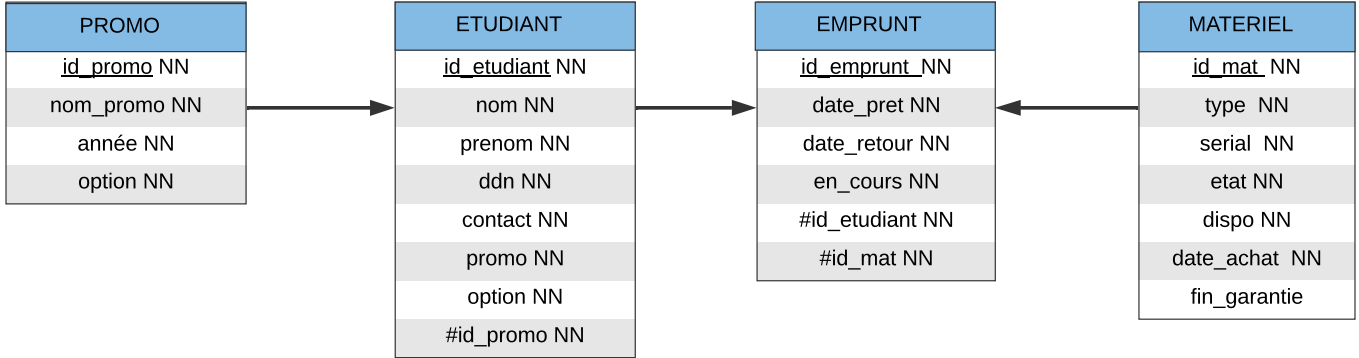 PROMO
id_promo NN
nom_promo NN
année NN
option NN
ETUDIANT
id_etudiant NN
nom NN
prenom NN
ddn NN
contact NN
promo NN
option NN
#id_promo NN
EMPRUNT
id_emprunt NN
date_pret NN
date_retour NN
en_cours NN
#id_etudiant NN
#id_mat NN
MATERIEL
id_mat NN
type NN
serial NN
etat NN
dispo NN
date_achat NN
fin_garantie